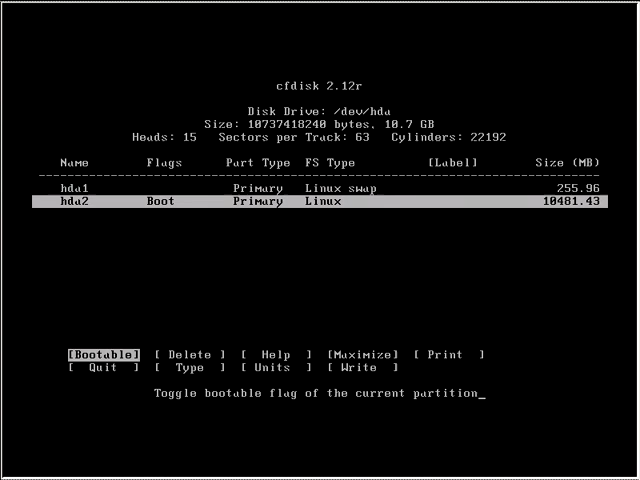 cfdisk 2.12r
Disk Drive: /dev/hda
Size: 10737418240 bytes, 10.7 GB
Heads: 15   Sectors per Track: 63   Cylinders: 22192
Name   Flags   Part Type   FS Type   [Label]   Size (MB)
hda1   Primary   Linux swap   255.96
hda2   Boot   Primary   Linux   10481.43
[Bootable]  [ Delete ]  [  Help  ]  [Maximize]  [ Print  ]
[  Quit  ]  [  Type  ]  [ Units  ]  [ Write  ]
Toggle bootable flag of the current partition_